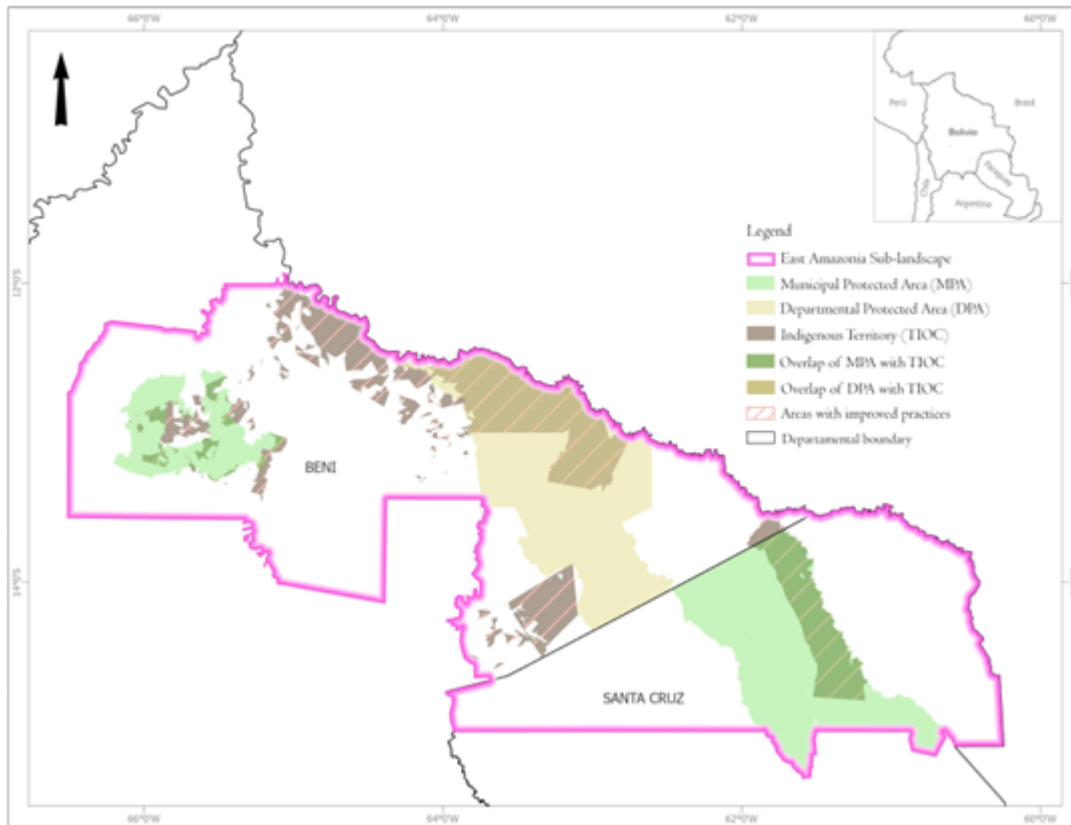 66°0'W 64°0'W 62°0'W 60°0'W
Perú
Brasil
Bolivia
Paraguay
Chile
Argentina
Legend
East Amazonia Sub-landscape
Municipal Protected Area (MPA)
Departmental Protected Area (DPA)
Indigenous Territory (TIOC)
Overlap of MPA with TIOC
Overlap of DPA with TIOC
Areas with improved practices
Departamental boundary
12°0'S
BENI
14°0'S
SANTA CRUZ
66°0'W 64°0'W 62°0'W 60°0'W